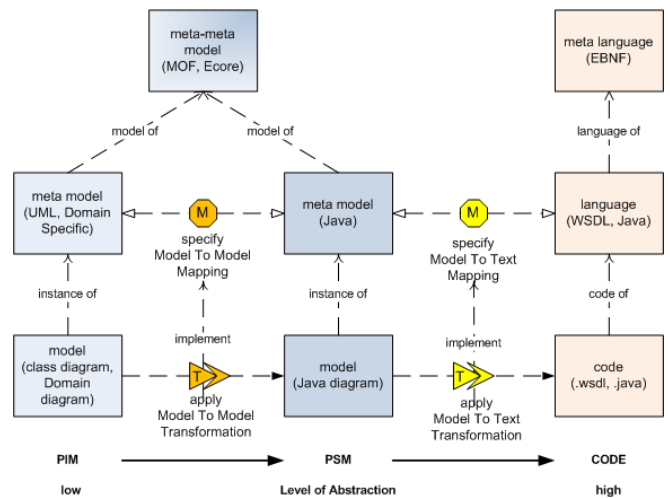 meta-meta
model
(MOF, Ecore)
meta language
(EBNF)
model of
model of
language of
meta model
(UML, Domain
Specific)
M
meta model
(Java)
M
language
(WSDL, Java)
specify
Model To Model
Mapping
specify
Model To Text
Mapping
instance of
instance of
code of
implement
implement
model
(class diagram,
Domain
diagram)
T
model
(Java diagram)
T
code
(.wsdl, .java)
apply
Model To Model
Transformation
apply
Model To Text
Transformation
PIM
PSM
CODE
low
Level of Abstraction
high